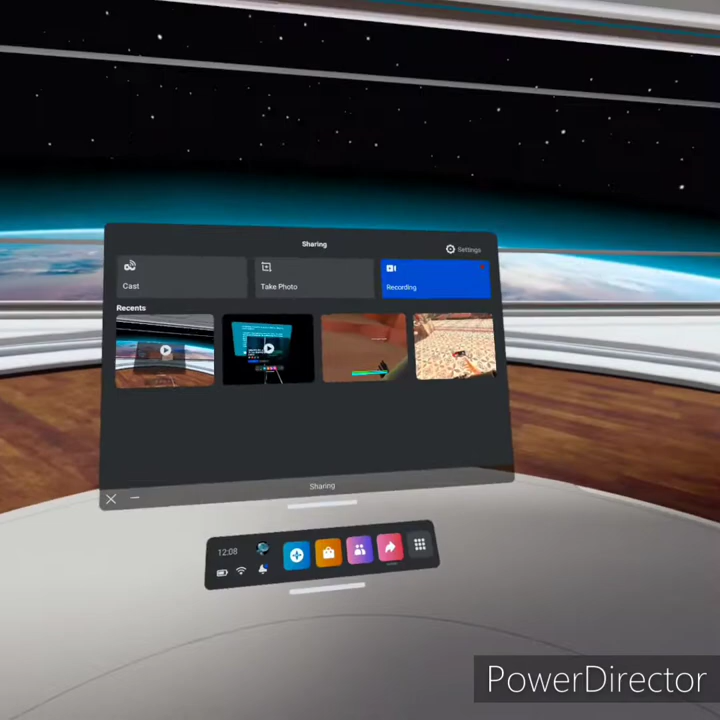 Sharing
Settings
Cast
Take Photo
Recording
Recents
Sharing
12:08
PowerDirector